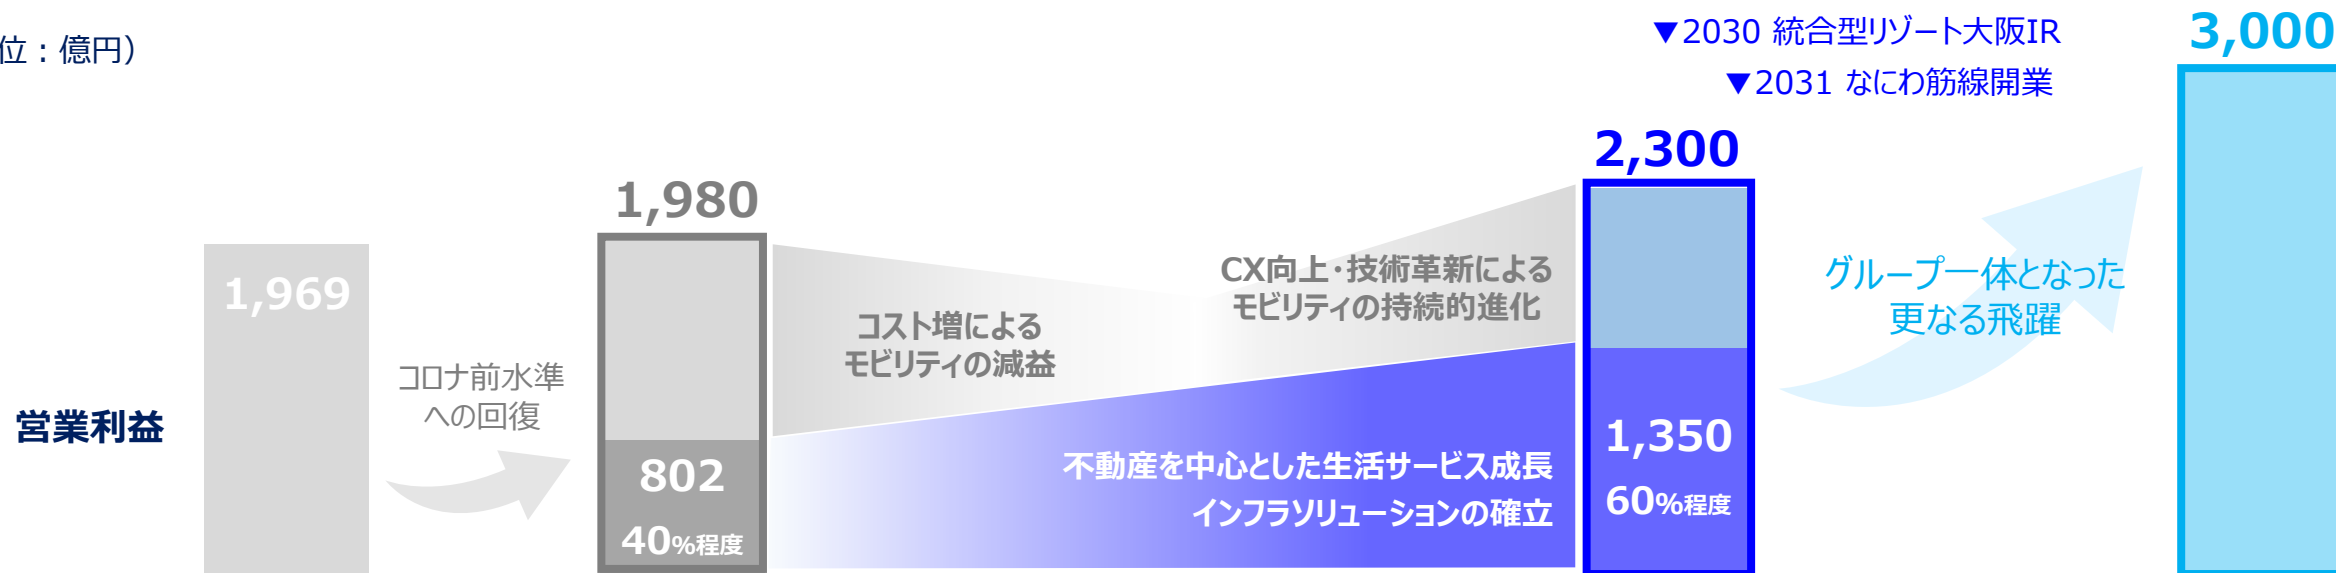 位：億円）
▼2030 統合型リゾート大阪IR
▼2031 なにわ筋線開業
3,000
2,300
1,980
1,969
コロナ前水準
への回復
営業利益
802
40%程度
コスト増による
モビリティの減益
CX向上・技術革新による
モビリティの持続的進化
不動産を中心とした生活サービス成長
インフラソリューションの確立
1,350
60%程度
グループ一体となった
更なる飛躍